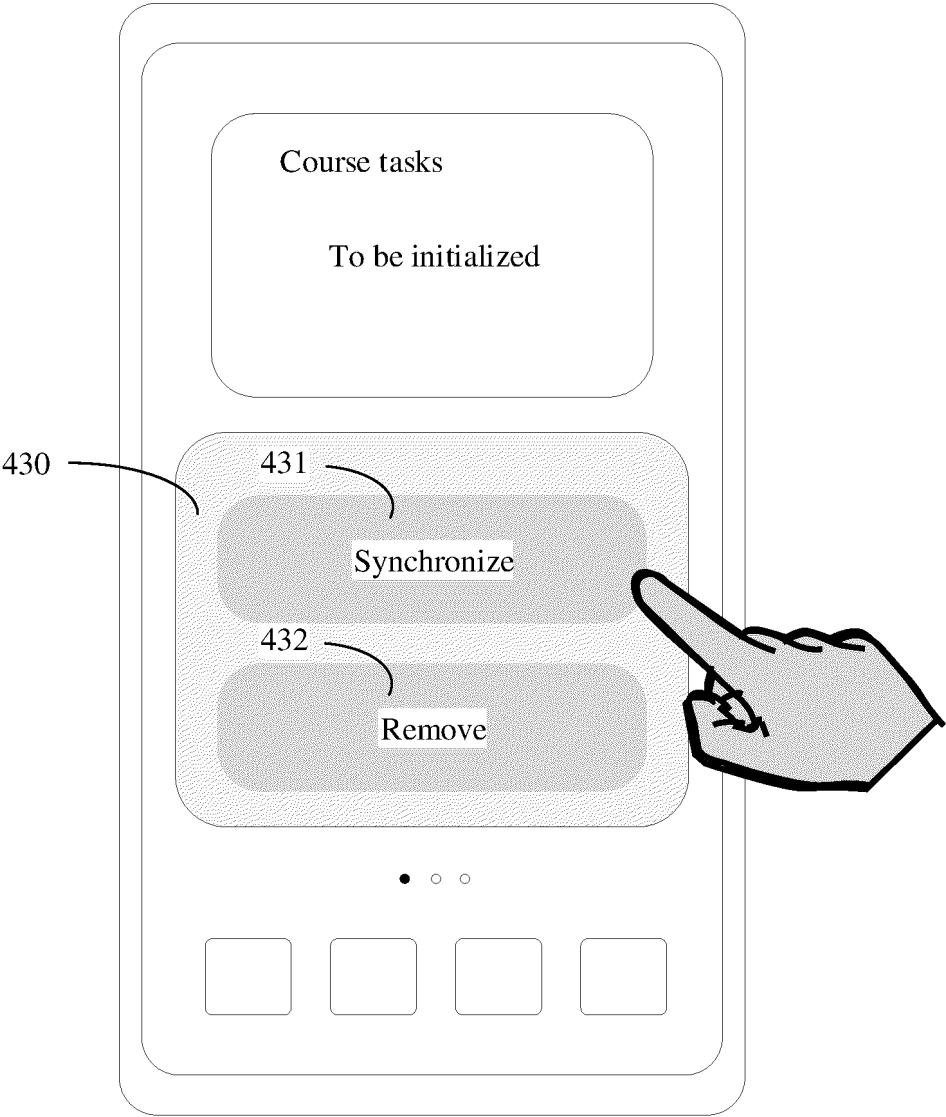 Course tasks
To be initialized
430
431
Synchronize
432
Remove